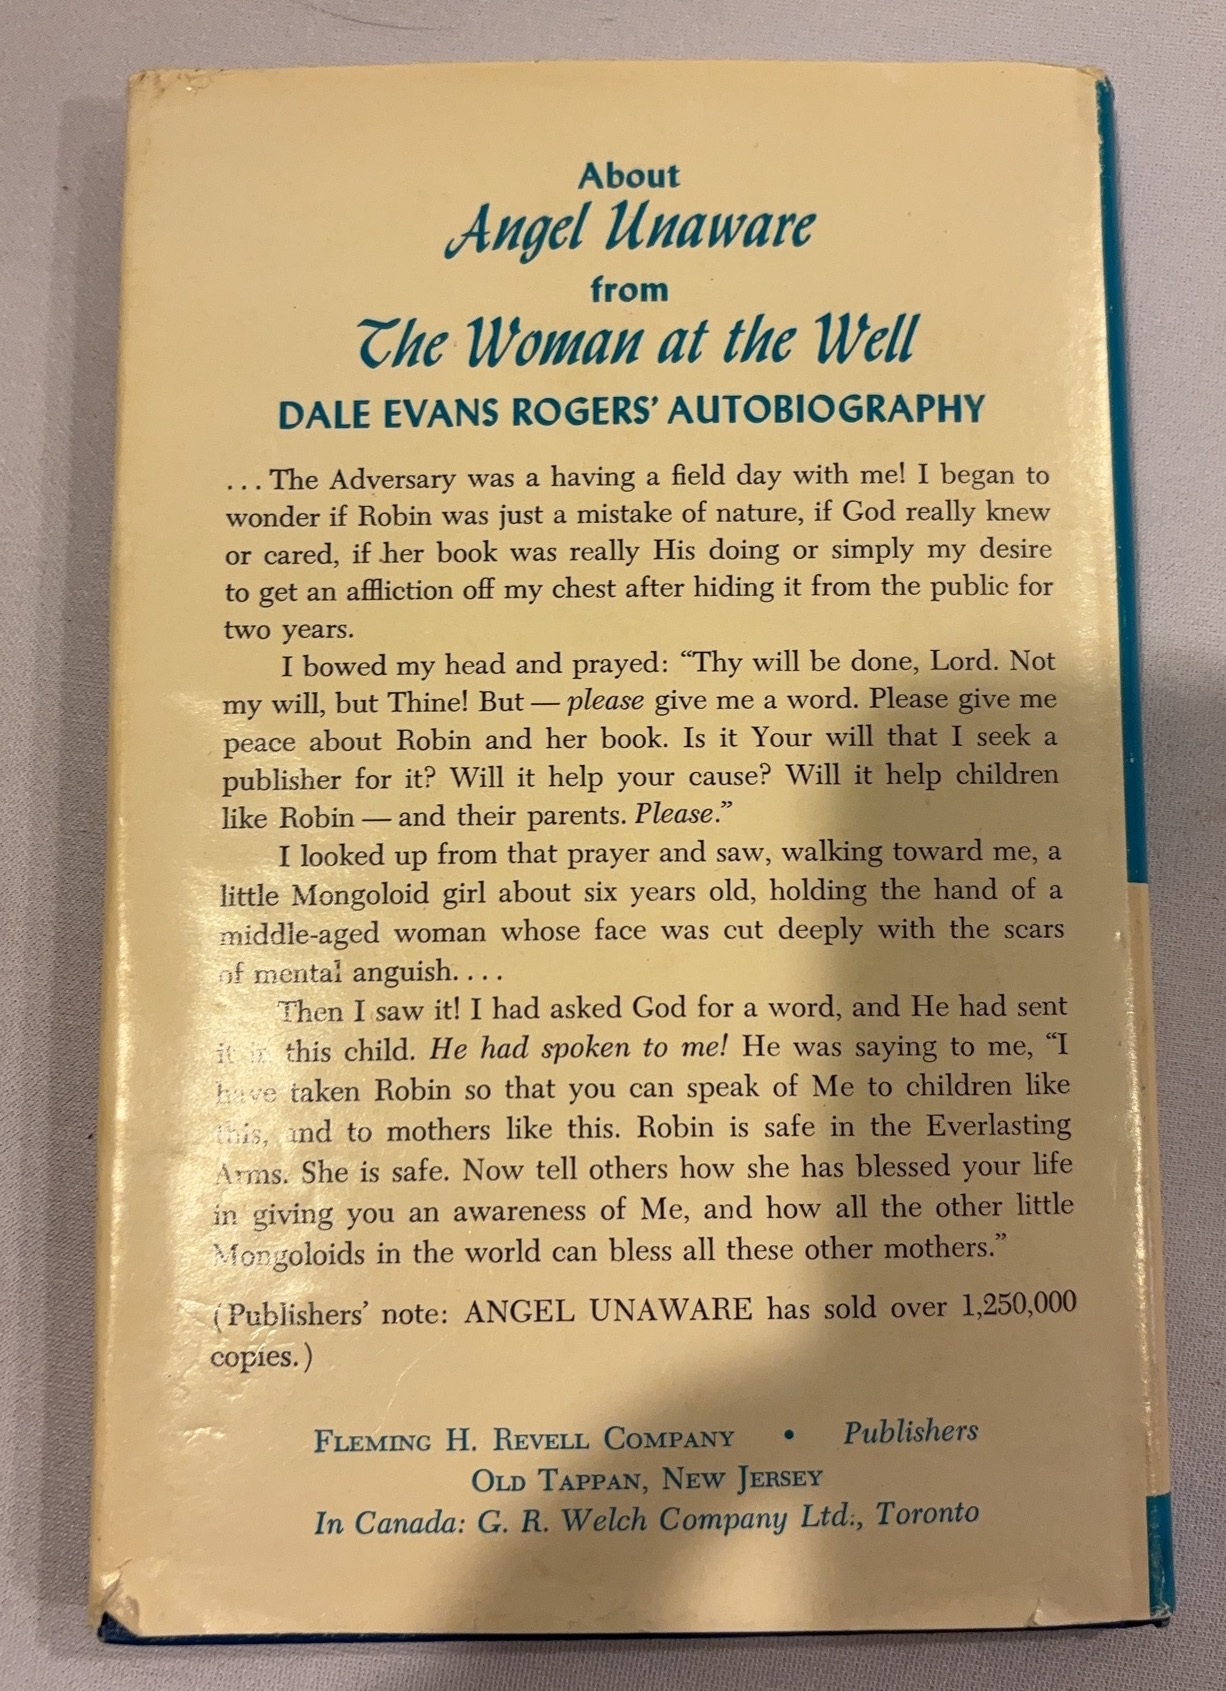 About
Angel Unaware
from
The Woman at the Well
DALE EVANS ROGERS' AUTOBIOGRAPHY
...The Adversary was a having a field day with me! I began to
wonder if Robin was just a mistake of nature, if God really knew
or cared, if her book was really His doing or simply my desire
to get an affliction off my chest after hiding it from the public for
two years.
I bowed my head and prayed: “Thy will be done, Lord. Not
my will, but Thine! But — please give me a word. Please give me
peace about Robin and her book. Is it Your will that I seek a
publisher for it? Will it help your cause? Will it help children
like Robin — and their parents. Please.”
I looked up from that prayer and saw, walking toward me, a
little Mongoloid girl about six years old, holding the hand of a
middle-aged woman whose face was cut deeply with the scars
of mental anguish. . . .
Then I saw it! I had asked God for a word, and He had sent
it in this child. He had spoken to me! He was saying to me, “I
have taken Robin so that you can speak of Me to children like
this, and to mothers like this. Robin is safe in the Everlasting
Arms. She is safe. Now tell others how she has blessed your life
in giving you an awareness of Me, and how all the other little
Mongoloids in the world can bless all these other mothers.”
(Publishers' note: ANGEL UNAWARE has sold over 1,250,000
copies.)
FLEMING H. REVELL COMPANY • Publishers
OLD TAPPAN, NEW JERSEY
In Canada: G. R. Welch Company Ltd., Toronto